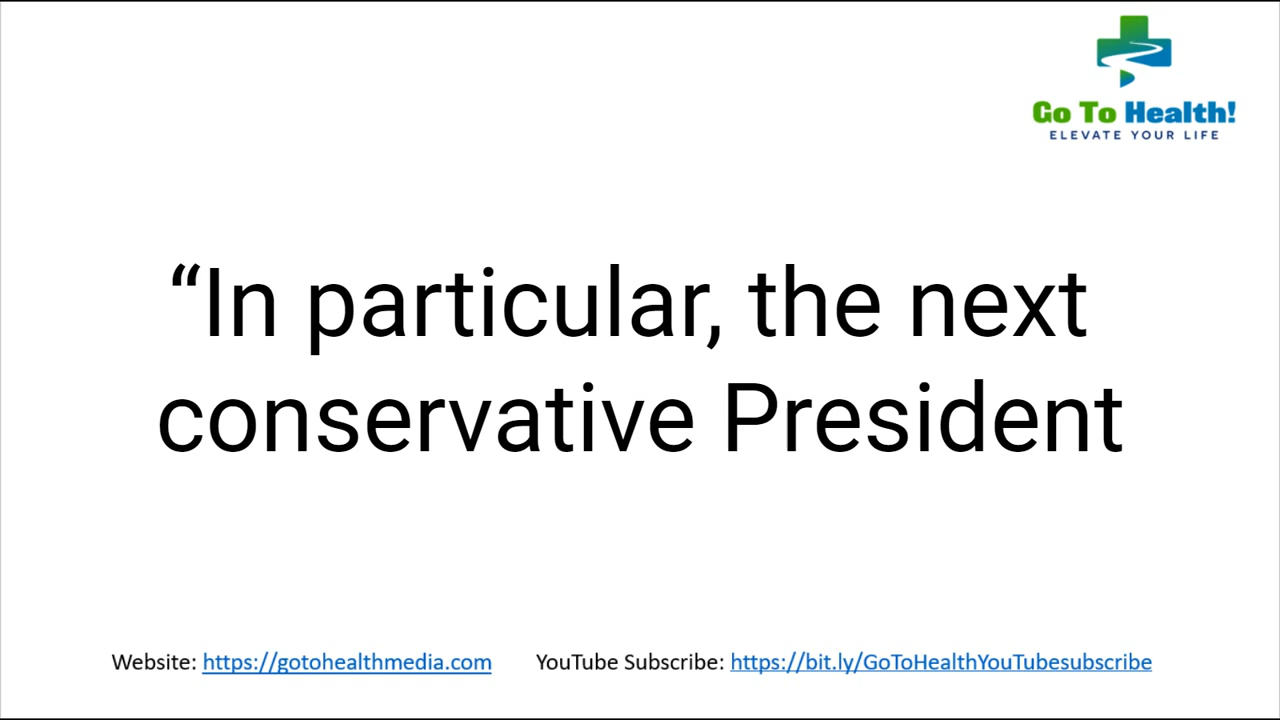 Go To Health!
ELEVATE YOUR LIFE
“In particular, the next
conservative President
Website: https://gotohealthmedia.com YouTube Subscribe: https://bit.ly/GoToHealthYouTubesubscribe